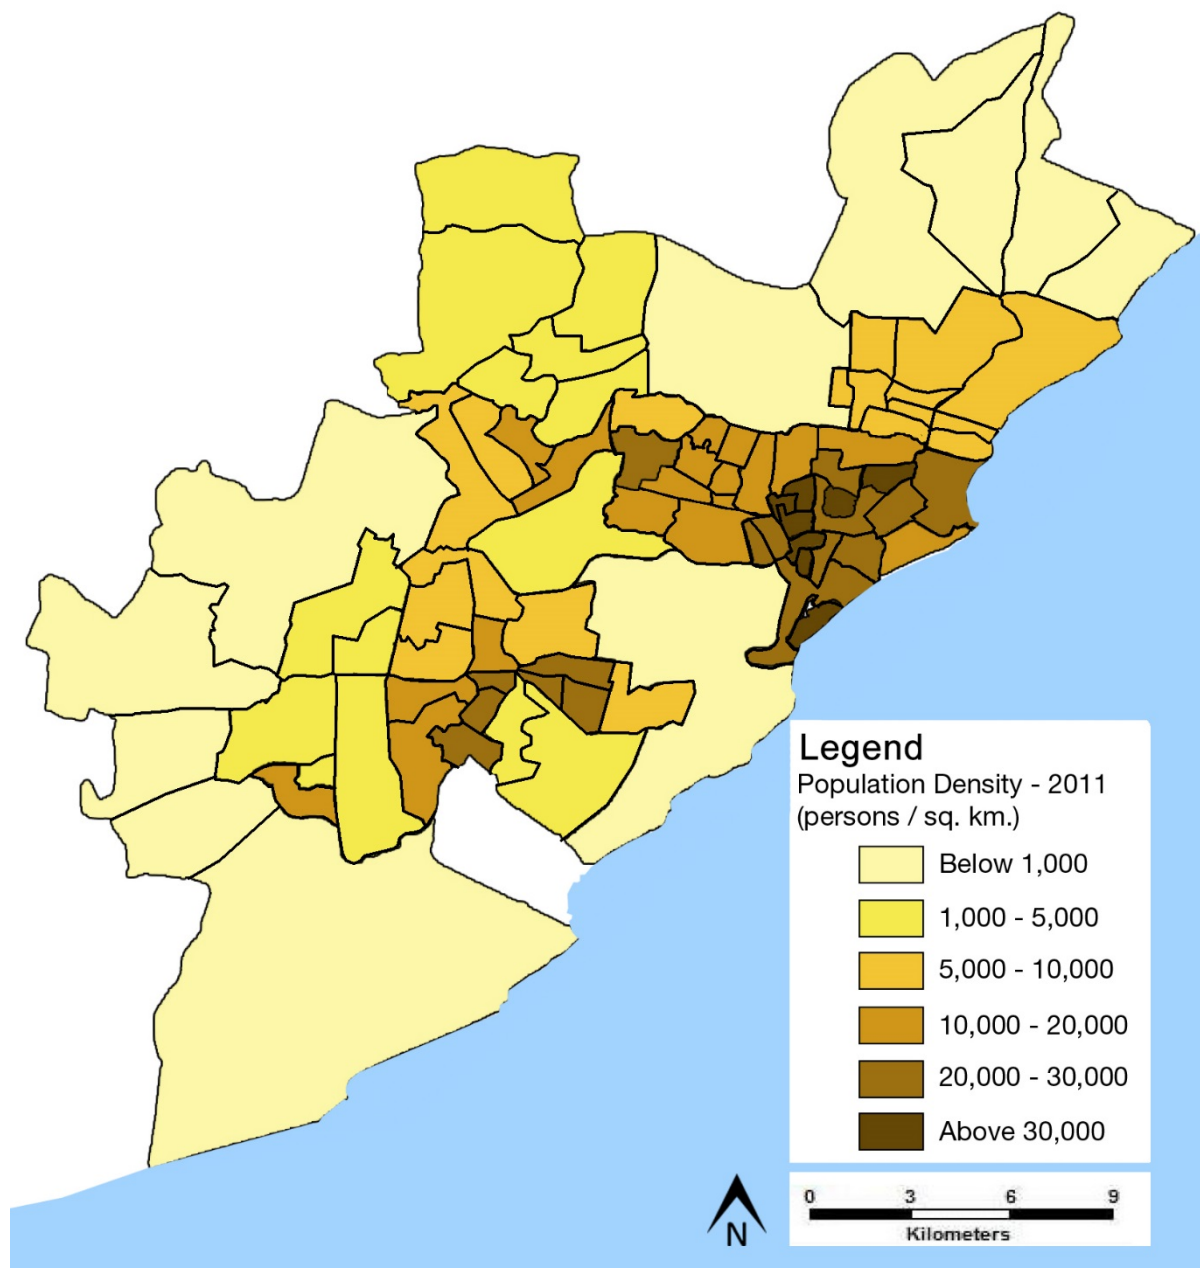 Legend
Population Density - 2011
(persons / sq. km.)
Below 1,000
1,000 - 5,000
5,000 - 10,000
10,000 - 20,000
20,000 - 30,000
Above 30,000
N
0 3 6 9
Kilometers